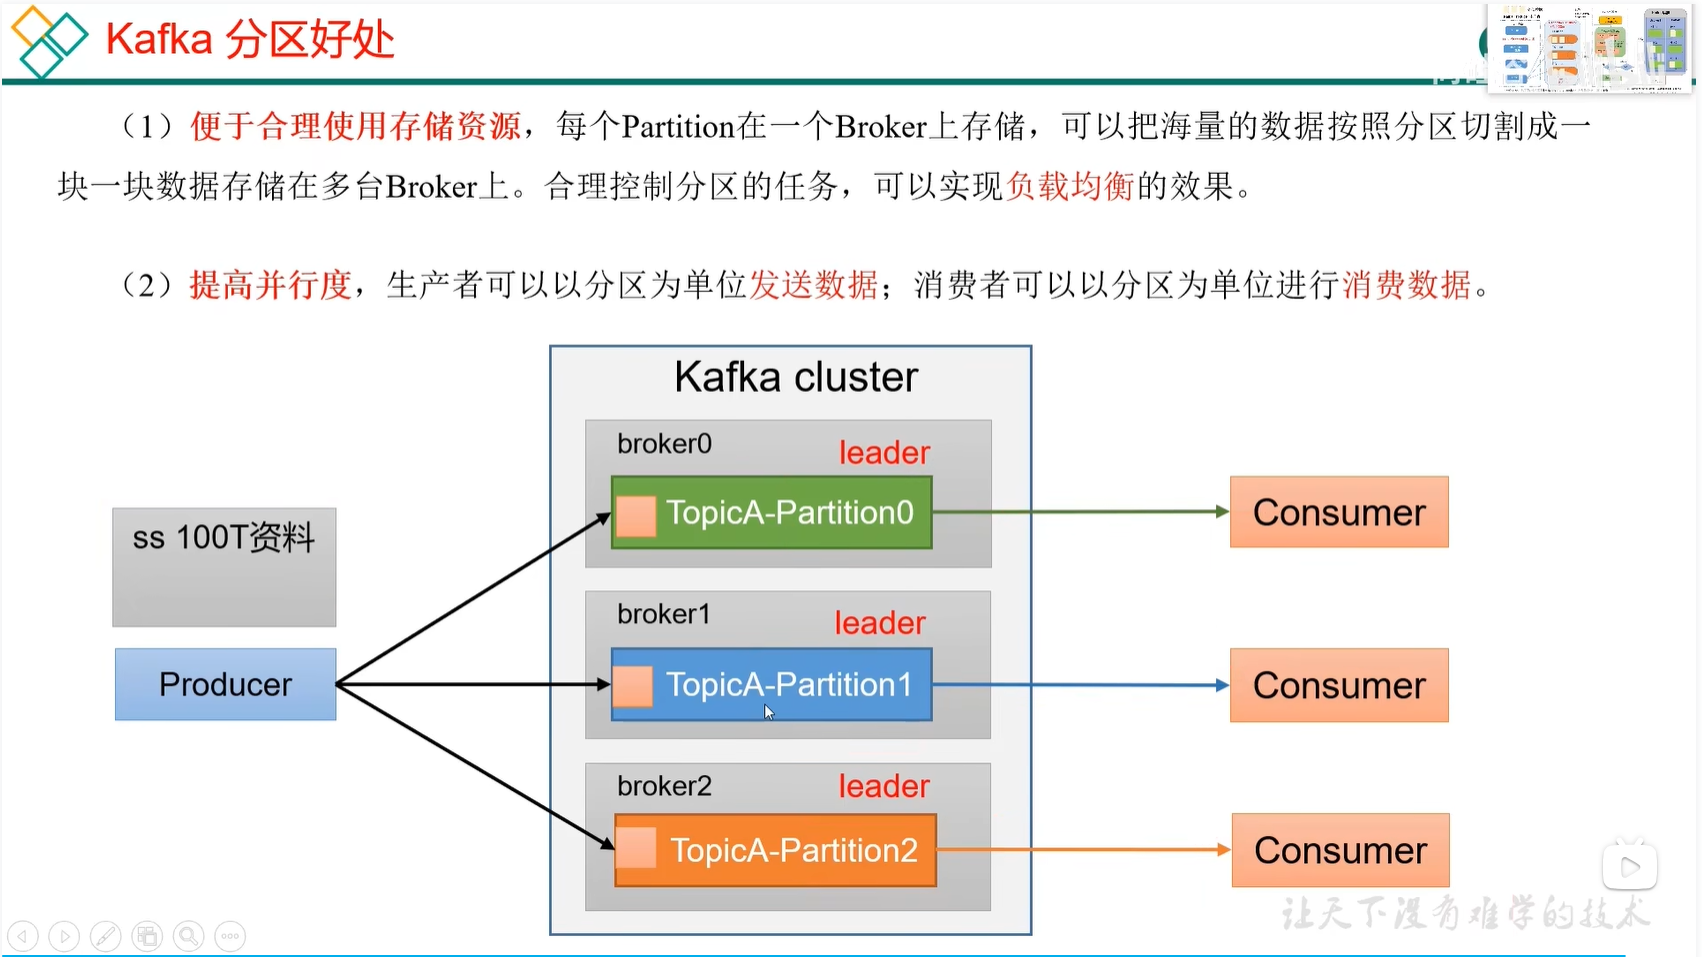 Kafka 分区好处
（1）便于合理使用存储资源，每个Partition在一个Broker上存储，可以把海量的数据按照分区切割成一
块一块数据存储在多台Broker上。合理控制分区的任务，可以实现负载均衡的效果。
（2）提高并行度，生产者可以以分区为单位发送数据；消费者可以以分区为单位进行消费数据。
Kafka cluster
broker0
leader
TopicA-Partition0
Consumer
ss 100T资料
broker1
leader
Producer
TopicA-Partition1
Consumer
broker2
leader
TopicA-Partition2
Consumer
让天下没有难学的技术